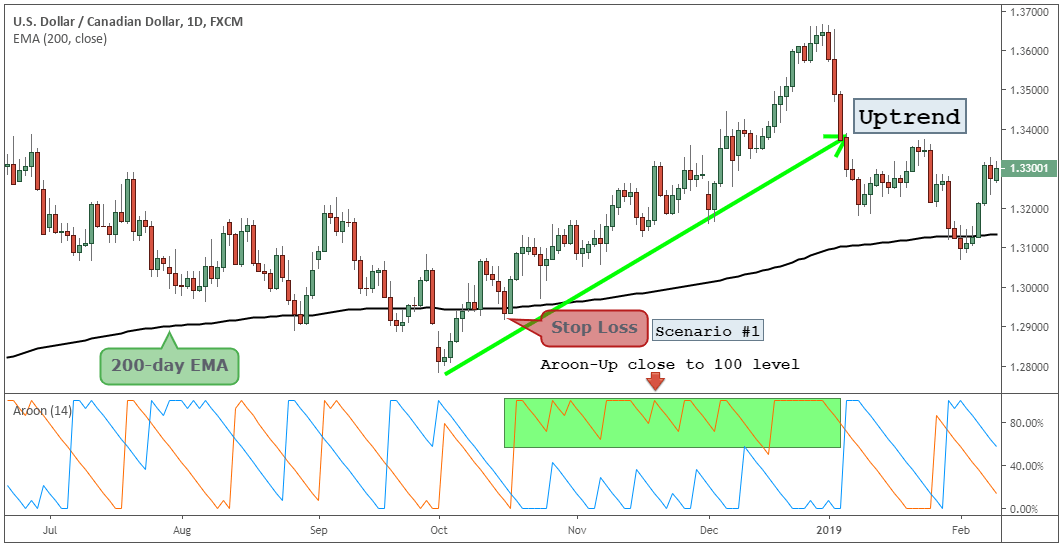 U.S. Dollar / Canadian Dollar, 1D, FXCM
EMA (200, close)
1.37000
1.36000
1.35000
Uptrend
1.34000
1.33001
1.32000
1.31000
1.30000
Stop Loss
Scenario #1
1.29000
200-day EMA
Aroon-Up close to 100 level
1.28000
Aroon (14)
80.00%
40.00%
0.00%
Jul Aug Sep Oct Nov Dec 2019 Feb